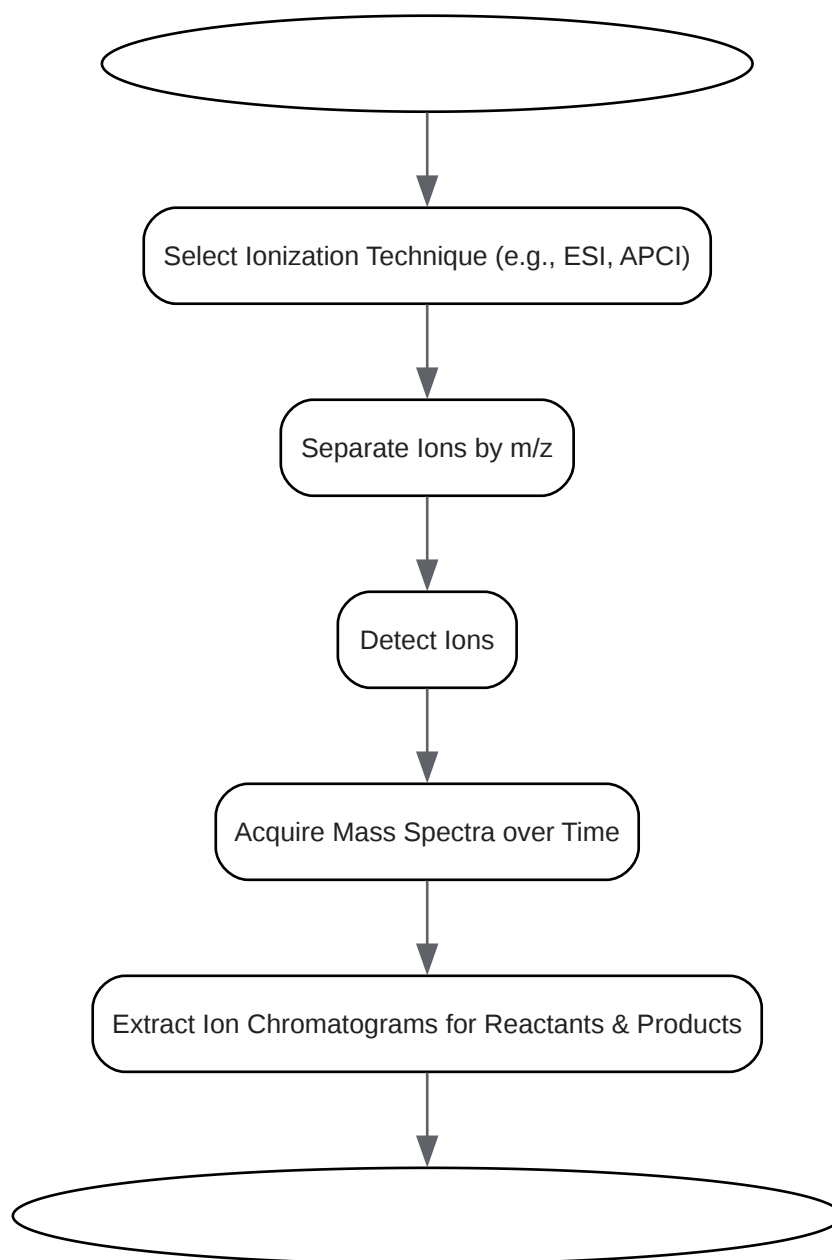 Select Ionization Technique (e.g., ESI, APCI)
Separate Ions by m/z
Detect Ions
Acquire Mass Spectra over Time
Extract Ion Chromatograms for Reactants & Products